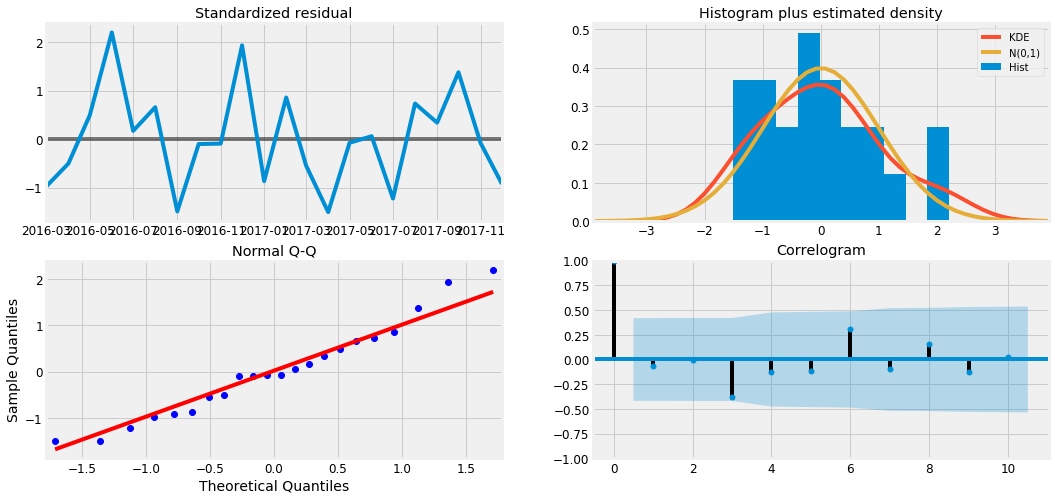 Standardized residual
2
1
0
−1
2016-03 2016-05 2016-07 2016-09 2016-11 2017-01 2017-03 2017-05 2017-07 2017-09 2017-11
Histogram plus estimated density
0.5
0.4
0.3
0.2
0.1
0.0
−3 −2 −1 0 1 2 3
KDE
N(0,1)
Hist
Normal Q-Q
Sample Quantiles
2
1
0
−1
−1.5 −1.0 −0.5 0.0 0.5 1.0 1.5
Theoretical Quantiles
Correlogram
1.00
0.75
0.50
0.25
0.00
−0.25
−0.50
−0.75
−1.00
0 2 4 6 8 10